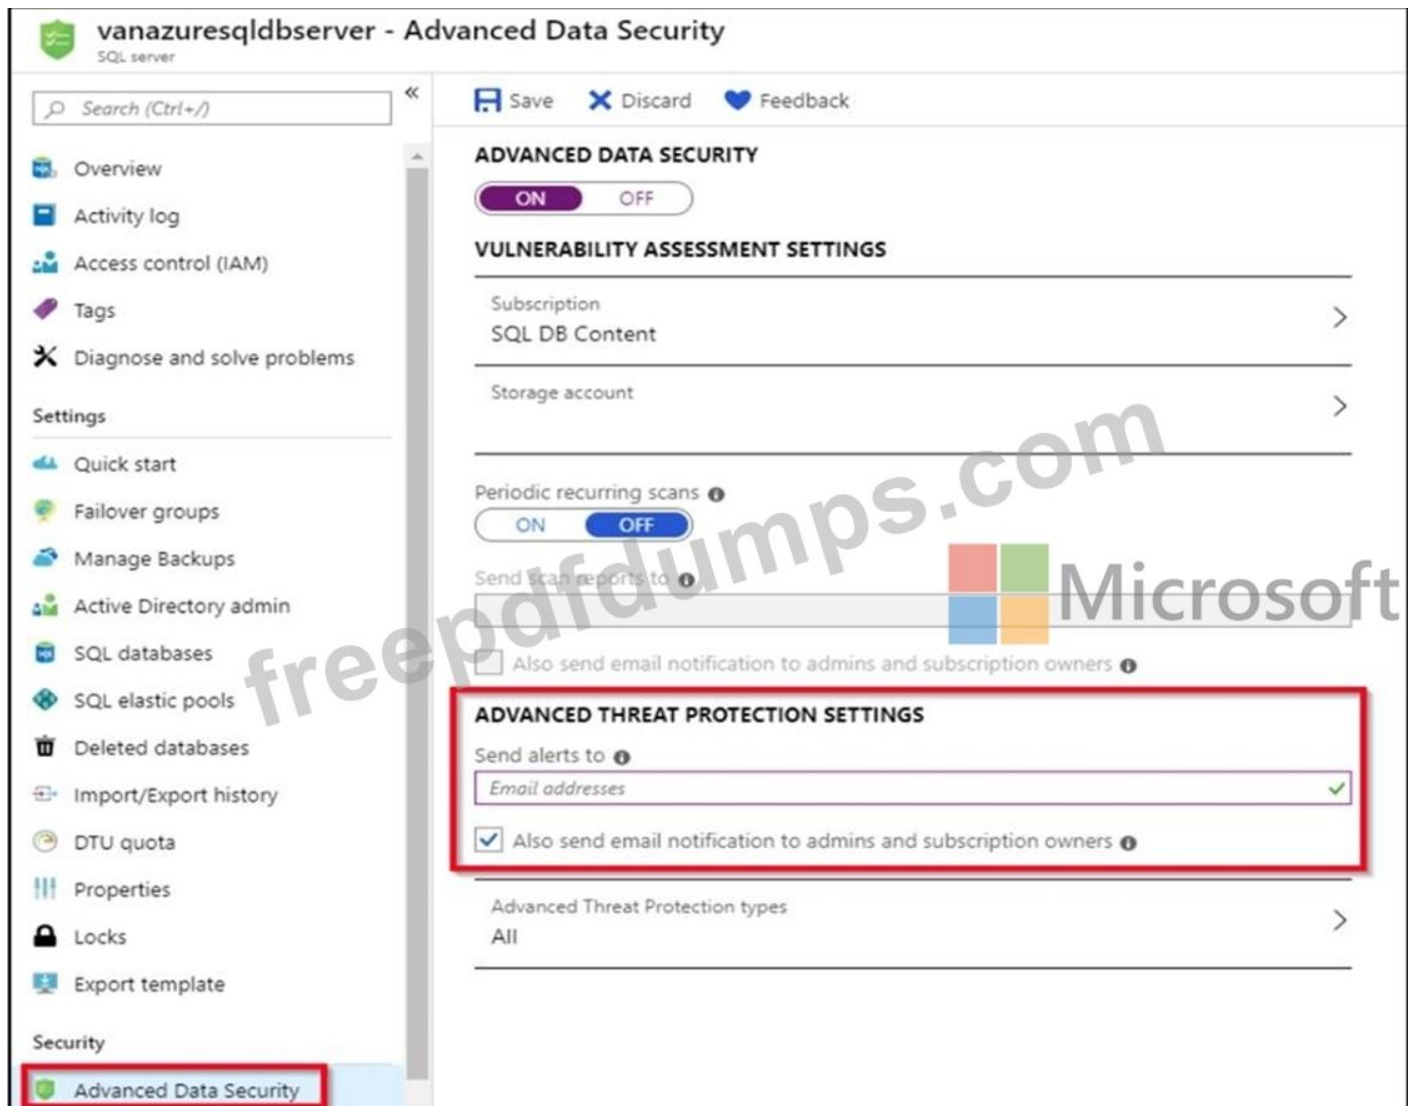 vanazuresqldbserver - Advanced Data Security
SQL server
Search (Ctrl+/)
«
Overview
Activity log
Access control (IAM)
Tags
Diagnose and solve problems
Settings
Quick start
Failover groups
Manage Backups
Active Directory admin
SQL databases
SQL elastic pools
Deleted databases
Import/Export history
DTU quota
Properties
Locks
Export template
Security
Advanced Data Security
Save Discard Feedback
ADVANCED DATA SECURITY
ON OFF
VULNERABILITY ASSESSMENT SETTINGS
Subscription
SQL DB Content
Storage account
Periodic recurring scans
ON OFF
Send scan reports to
Also send email notification to admins and subscription owners
ADVANCED THREAT PROTECTION SETTINGS
Send alerts to
Email addresses
Also send email notification to admins and subscription owners
Advanced Threat Protection types
All
freepdfdumps.com
Microsoft